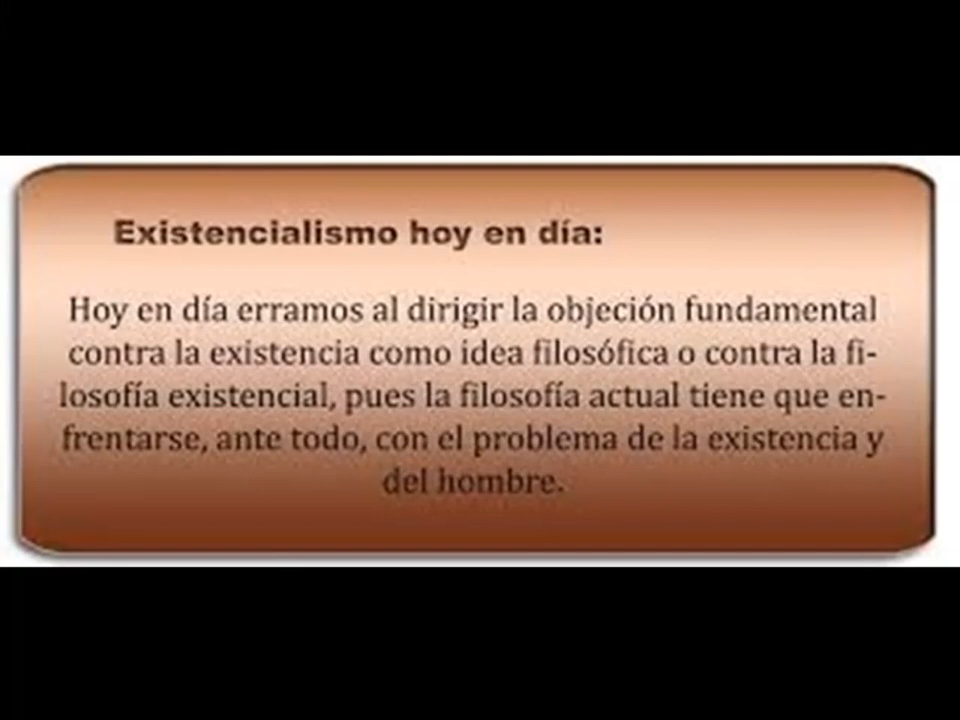 Existencialismo hoy en día:
Hoy en día erramos al dirigir la objeción fundamental
contra la existencia como idea filosófica o contra la fi-
losofía existencial, pues la filosofía actual tiene que en-
frentarse, ante todo, con el problema de la existencia y
del hombre.